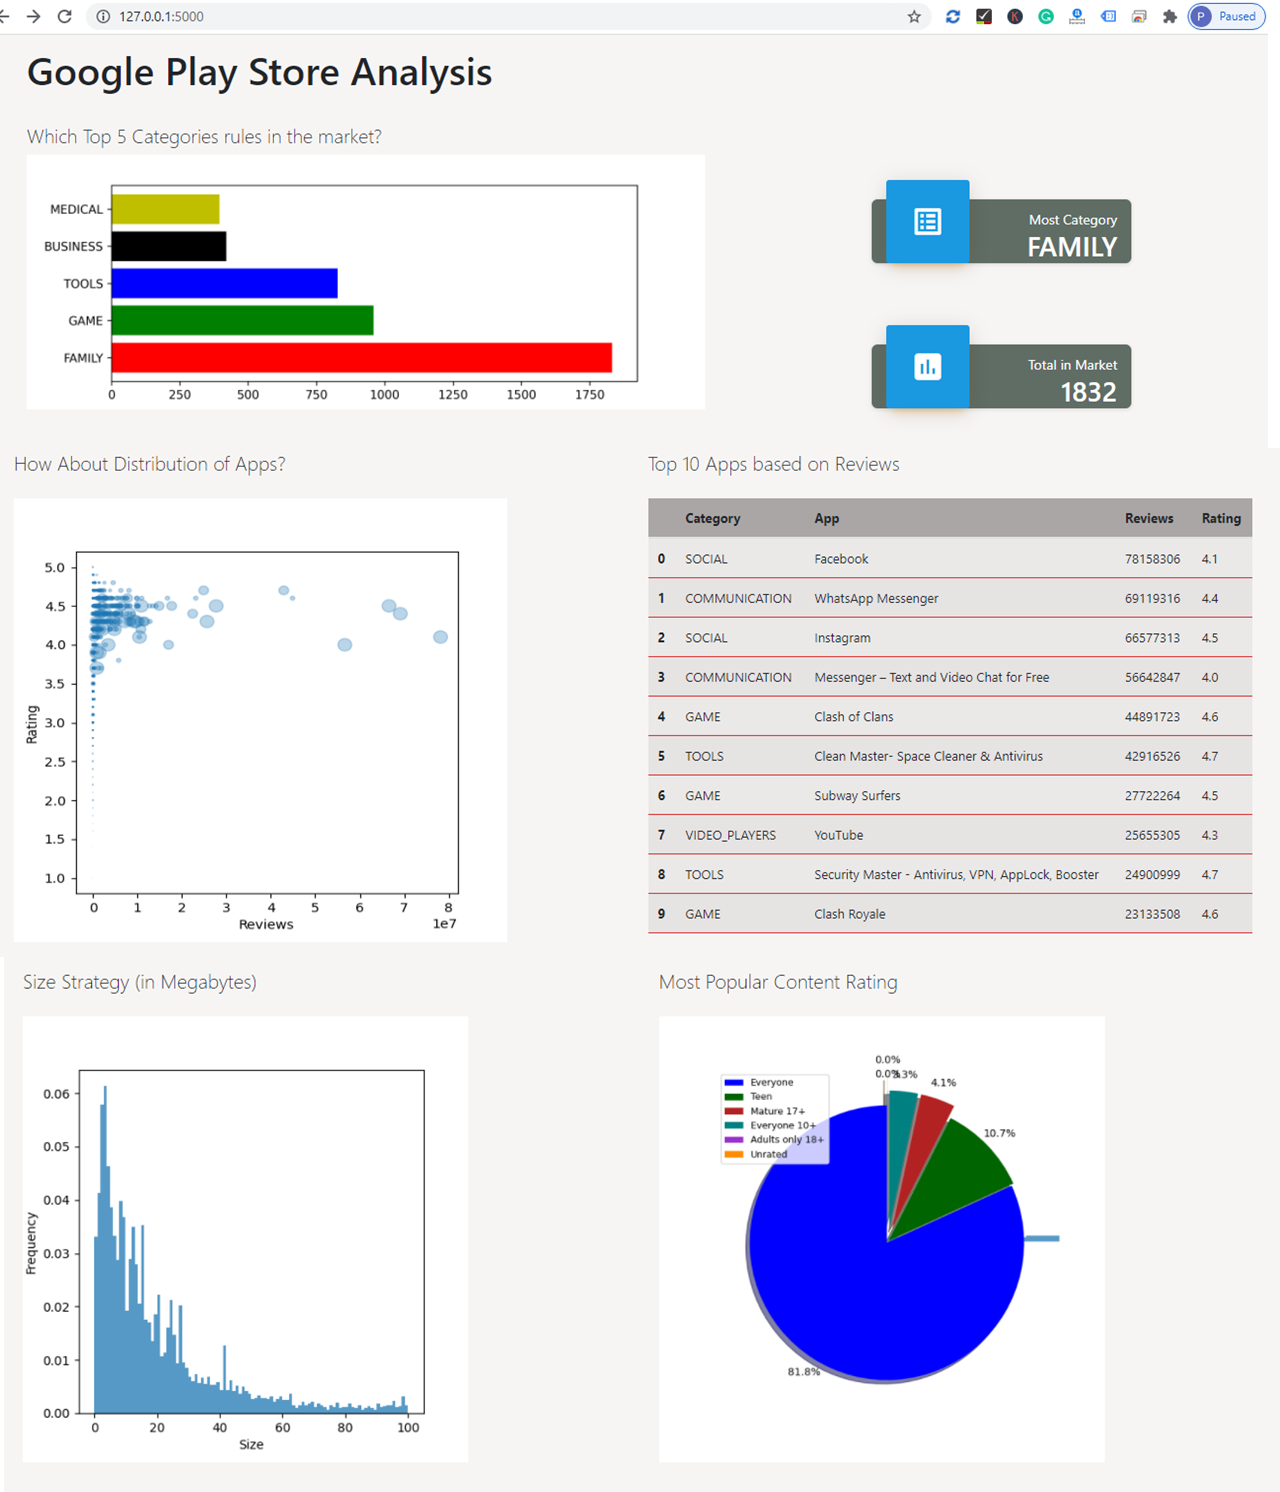 127.0.0.1:5000
P Paused
Google Play Store Analysis
Which Top 5 Categories rules in the market?
MEDICAL
BUSINESS
TOOLS
GAME
FAMILY
0 250 500 750 1000 1250 1500 1750
Most Category
FAMILY
Total in Market
1832
How About Distribution of Apps?
5.0
4.5
4.0
3.5
3.0
2.5
2.0
1.5
1.0
Rating
0 1 2 3 4 5 6 7 8
Reviews 1e7
Top 10 Apps based on Reviews
Category App Reviews Rating
0 SOCIAL Facebook 78158306 4.1
1 COMMUNICATION WhatsApp Messenger 69119316 4.4
2 SOCIAL Instagram 66577313 4.5
3 COMMUNICATION Messenger – Text and Video Chat for Free 56642847 4.0
4 GAME Clash of Clans 44891723 4.6
5 TOOLS Clean Master- Space Cleaner & Antivirus 42916526 4.7
6 GAME Subway Surfers 27722264 4.5
7 VIDEO_PLAYERS YouTube 25655305 4.3
8 TOOLS Security Master - Antivirus, VPN, AppLock, Booster 24900999 4.7
9 GAME Clash Royale 23133508 4.6
Size Strategy (in Megabytes)
0.06
0.05
0.04
0.03
0.02
0.01
0.00
Frequency
0 20 40 60 80 100
Size
Most Popular Content Rating
Everyone
Teen
Mature 17+
Everyone 10+
Adults only 18+
Unrated
0.0%
0.0%
4.1%
10.7%
81.8%